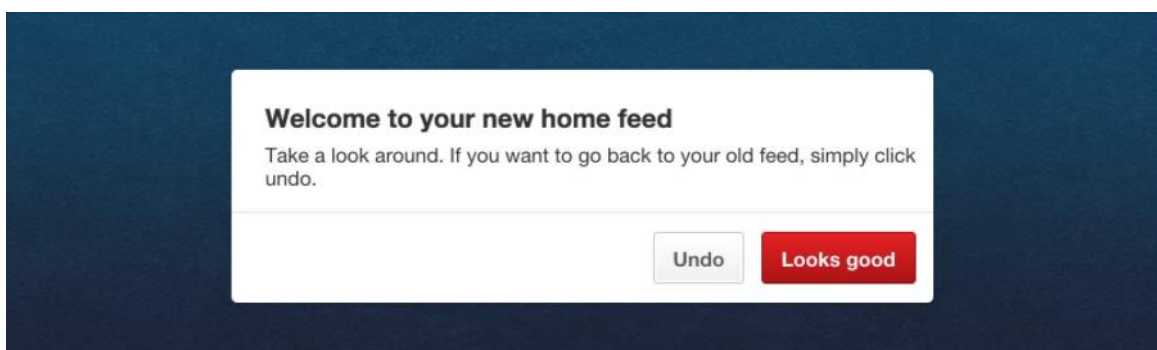 Welcome to your new home feed
Take a look around. If you want to go back to your old feed, simply click
undo.
Undo
Looks good